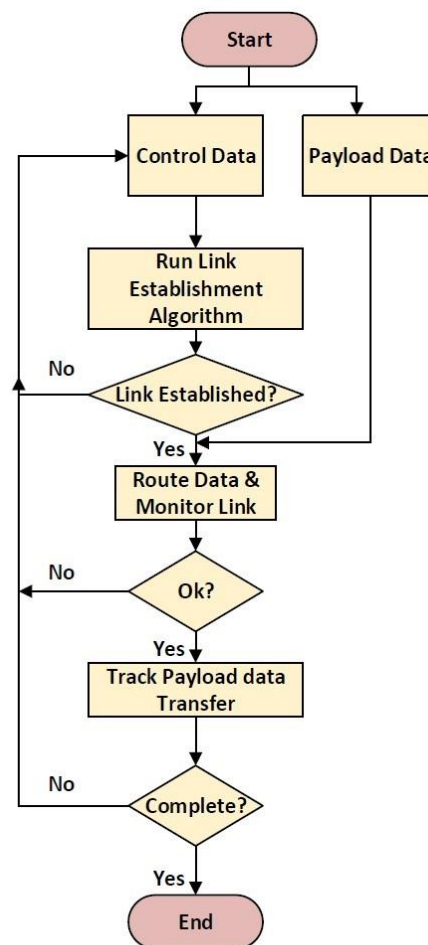 Start
Control Data
Payload Data
Run Link
Establishment
Algorithm
No
Link Established?
Yes
Route Data &
Monitor Link
No
Ok?
Yes
Track Payload data
Transfer
No
Complete?
Yes
End